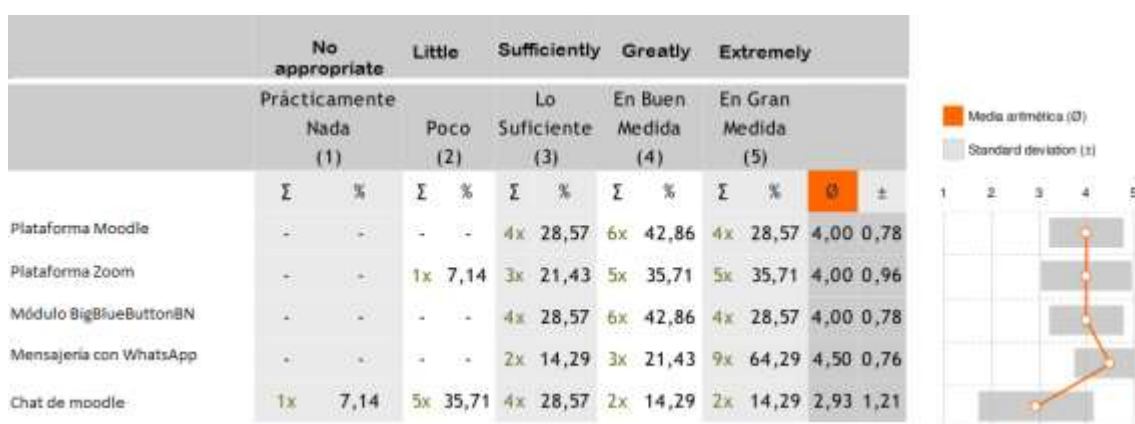 No appropriate Little Sufficiently Greatly Extremely
Prácticamente Nada (1) Poco (2) Lo Suficiente (3) En Buen Medida (4) En Gran Medida (5)
Σ % Σ % Σ % Σ % Σ % Ø ±
Plataforma Moodle - - - - 4x 28,57 6x 42,86 4x 28,57 4,00 0,78
Plataforma Zoom - - 1x 7,14 3x 21,43 5x 35,71 5x 35,71 4,00 0,96
Módulo BigBlueButtonBN - - - - 4x 28,57 6x 42,86 4x 28,57 4,00 0,78
Mensajería con WhatsApp - - - - 2x 14,29 3x 21,43 9x 64,29 4,50 0,76
Chat de moodle 1x 7,14 5x 35,71 4x 28,57 2x 14,29 2x 14,29 2,93 1,21
Media aritmética (Ø)
Standard deviation (±)
1 2 3 4 5